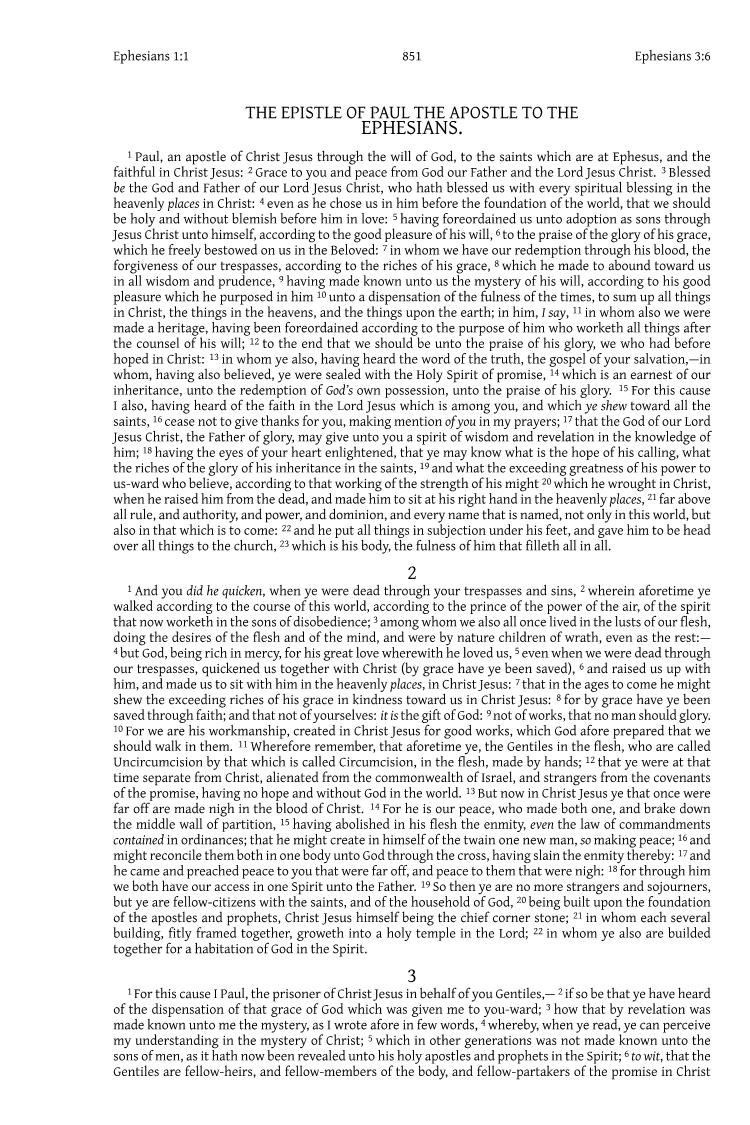 Ephesians 1:1 851 Ephesians 3:6
THE EPISTLE OF PAUL THE APOSTLE TO THE
EPHESIANS.
1 Paul, an apostle of Christ Jesus through the will of God, to the saints which are at Ephesus, and the
faithful in Christ Jesus: 2 Grace to you and peace from God our Father and the Lord Jesus Christ. 3 Blessed
be the God and Father of our Lord Jesus Christ, who hath blessed us with every spiritual blessing in the
heavenly places in Christ: 4 even as he chose us in him before the foundation of the world, that we should
be holy and without blemish before him in love: 5 having foreordained us unto adoption as sons through
Jesus Christ unto himself, according to the good pleasure of his will, 6 to the praise of the glory of his grace,
which he freely bestowed on us in the Beloved: 7 in whom we have our redemption through his blood, the
forgiveness of our trespasses, according to the riches of his grace, 8 which he made to abound toward us
in all wisdom and prudence, 9 having made known unto us the mystery of his will, according to his good
pleasure which he purposed in him 10 unto a dispensation of the fulness of the times, to sum up all things
in Christ, the things in the heavens, and the things upon the earth; in him, I say, 11 in whom also we were
made a heritage, having been foreordained according to the purpose of him who worketh all things after
the counsel of his will; 12 to the end that we should be unto the praise of his glory, we who had before
hoped in Christ: 13 in whom ye also, having heard the word of the truth, the gospel of your salvation,—in
whom, having also believed, ye were sealed with the Holy Spirit of promise, 14 which is an earnest of our
inheritance, unto the redemption of God's own possession, unto the praise of his glory. 15 For this cause
I also, having heard of the faith in the Lord Jesus which is among you, and which ye shew toward all the
saints, 16 cease not to give thanks for you, making mention of you in my prayers; 17 that the God of our Lord
Jesus Christ, the Father of glory, may give unto you a spirit of wisdom and revelation in the knowledge of
him; 18 having the eyes of your heart enlightened, that ye may know what is the hope of his calling, what
the riches of the glory of his inheritance in the saints, 19 and what the exceeding greatness of his power to
us-ward who believe, according to that working of the strength of his might 20 which he wrought in Christ,
when he raised him from the dead, and made him to sit at his right hand in the heavenly places, 21 far above
all rule, and authority, and power, and dominion, and every name that is named, not only in this world, but
also in that which is to come: 22 and he put all things in subjection under his feet, and gave him to be head
over all things to the church, 23 which is his body, the fulness of him that filleth all in all.
2
1 And you did he quicken, when ye were dead through your trespasses and sins, 2 wherein aforetime ye
walked according to the course of this world, according to the prince of the power of the air, of the spirit
that now worketh in the sons of disobedience; 3 among whom we also all once lived in the lusts of our flesh,
doing the desires of the flesh and of the mind, and were by nature children of wrath, even as the rest:—
4 but God, being rich in mercy, for his great love wherewith he loved us, 5 even when we were dead through
our trespasses, quickened us together with Christ (by grace have ye been saved), 6 and raised us up with
him, and made us to sit with him in the heavenly places, in Christ Jesus: 7 that in the ages to come he might
shew the exceeding riches of his grace in kindness toward us in Christ Jesus: 8 for by grace have ye been
saved through faith; and that not of yourselves: it is the gift of God: 9 not of works, that no man should glory.
10 For we are his workmanship, created in Christ Jesus for good works, which God afore prepared that we
should walk in them. 11 Wherefore remember, that aforetime ye, the Gentiles in the flesh, who are called
Uncircumcision by that which is called Circumcision, in the flesh, made by hands; 12 that ye were at that
time separate from Christ, alienated from the commonwealth of Israel, and strangers from the covenants
of the promise, having no hope and without God in the world. 13 But now in Christ Jesus ye that once were
far off are made nigh in the blood of Christ. 14 For he is our peace, who made both one, and brake down
the middle wall of partition, 15 having abolished in his flesh the enmity, even the law of commandments
contained in ordinances; that he might create in himself of the twain one new man, so making peace; 16 and
might reconcile them both in one body unto God through the cross, having slain the enmity thereby: 17 and
he came and preached peace to you that were far off, and peace to them that were nigh: 18 for through him
we both have our access in one Spirit unto the Father. 19 So then ye are no more strangers and sojourners,
but ye are fellow-citizens with the saints, and of the household of God, 20 being built upon the foundation
of the apostles and prophets, Christ Jesus himself being the chief corner stone; 21 in whom each several
building, fitly framed together, groweth into a holy temple in the Lord; 22 in whom ye also are builded
together for a habitation of God in the Spirit.
3
1 For this cause I Paul, the prisoner of Christ Jesus in behalf of you Gentiles,— 2 if so be that ye have heard
of the dispensation of that grace of God which was given me to you-ward; 3 how that by revelation was
made known unto me the mystery, as I wrote afore in few words, 4 whereby, when ye read, ye can perceive
my understanding in the mystery of Christ; 5 which in other generations was not made known unto the
sons of men, as it hath now been revealed unto his holy apostles and prophets in the Spirit; 6 to wit, that the
Gentiles are fellow-heirs, and fellow-members of the body, and fellow-partakers of the promise in Christ